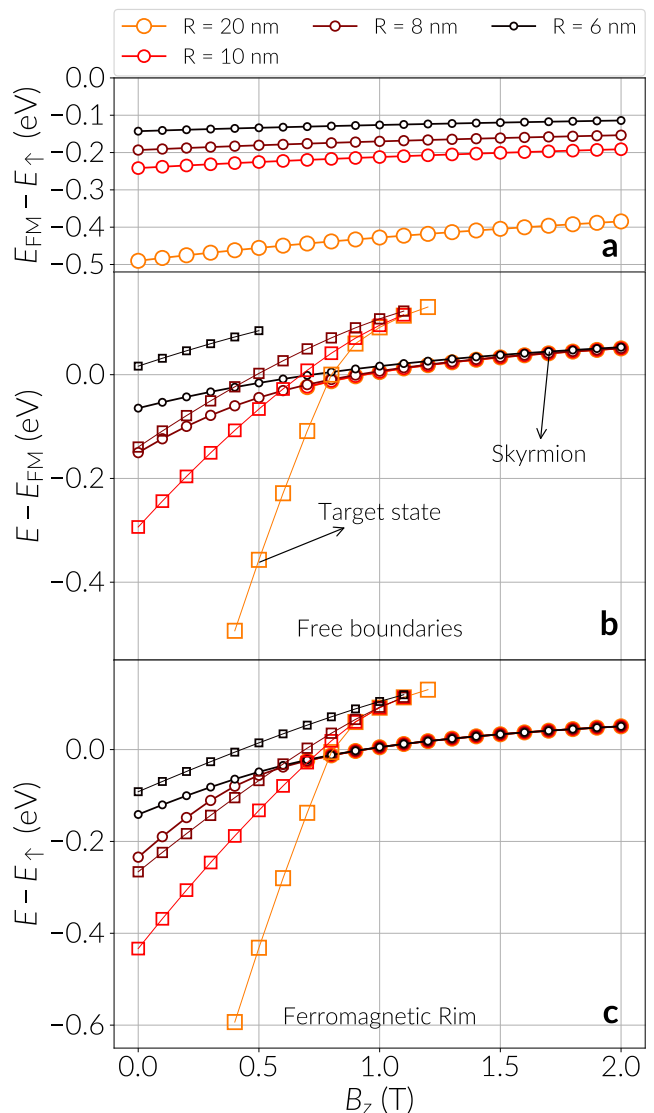 R = 20 nm R = 8 nm R = 6 nm
R = 10 nm
0.0
−0.1
−0.2
−0.3
−0.4
−0.5
E_FM − E_↑ (eV)
a
0.0
−0.2
−0.4
E − E_FM (eV)
Skyrmion
Target state
Free boundaries
b
0.0
−0.2
−0.4
−0.6
E − E_↑ (eV)
Ferromagnetic Rim
c
0.0 0.5 1.0 1.5 2.0
B_z (T)